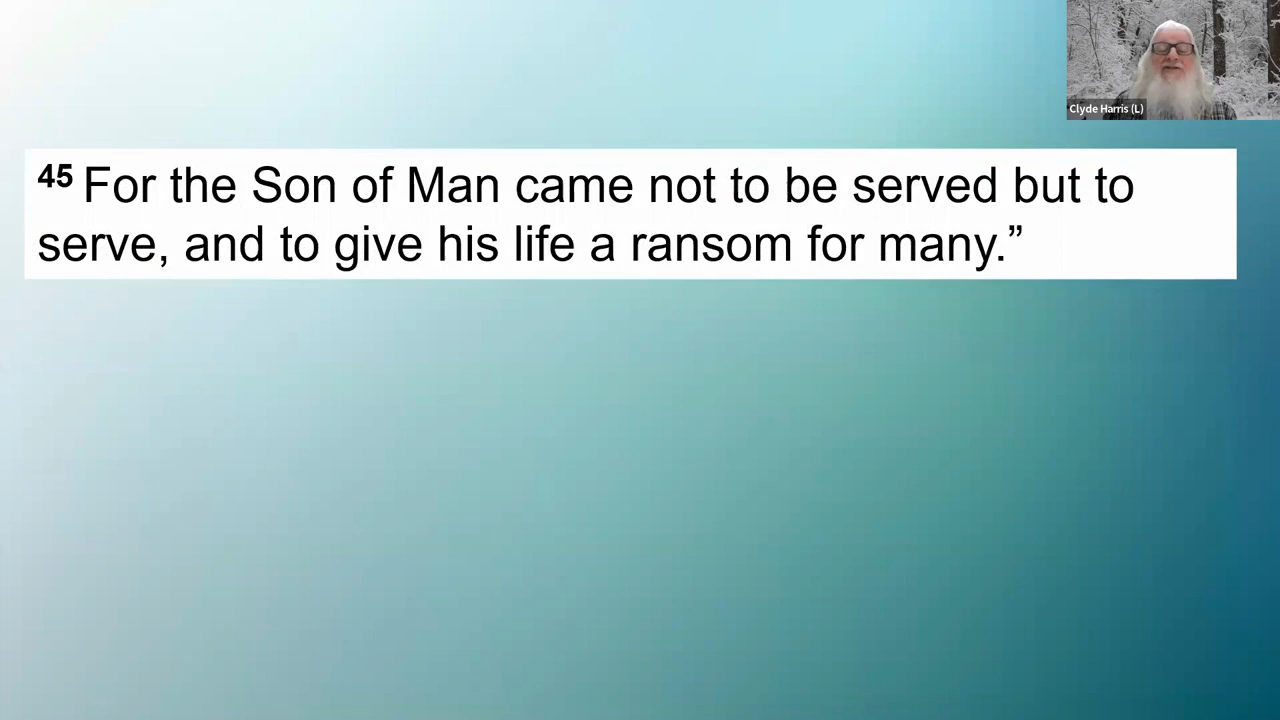 Clyde Harris (L)
45 For the Son of Man came not to be served but to
serve, and to give his life a ransom for many.”